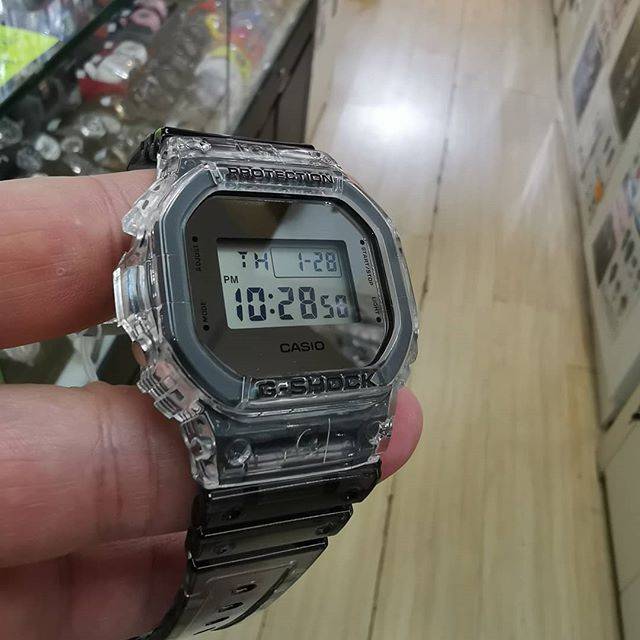 PROTECTION
ADJUST
START/STOP
TH 1-28
PM
10:28 50
MODE
LIGHT
CASIO
G-SHOCK